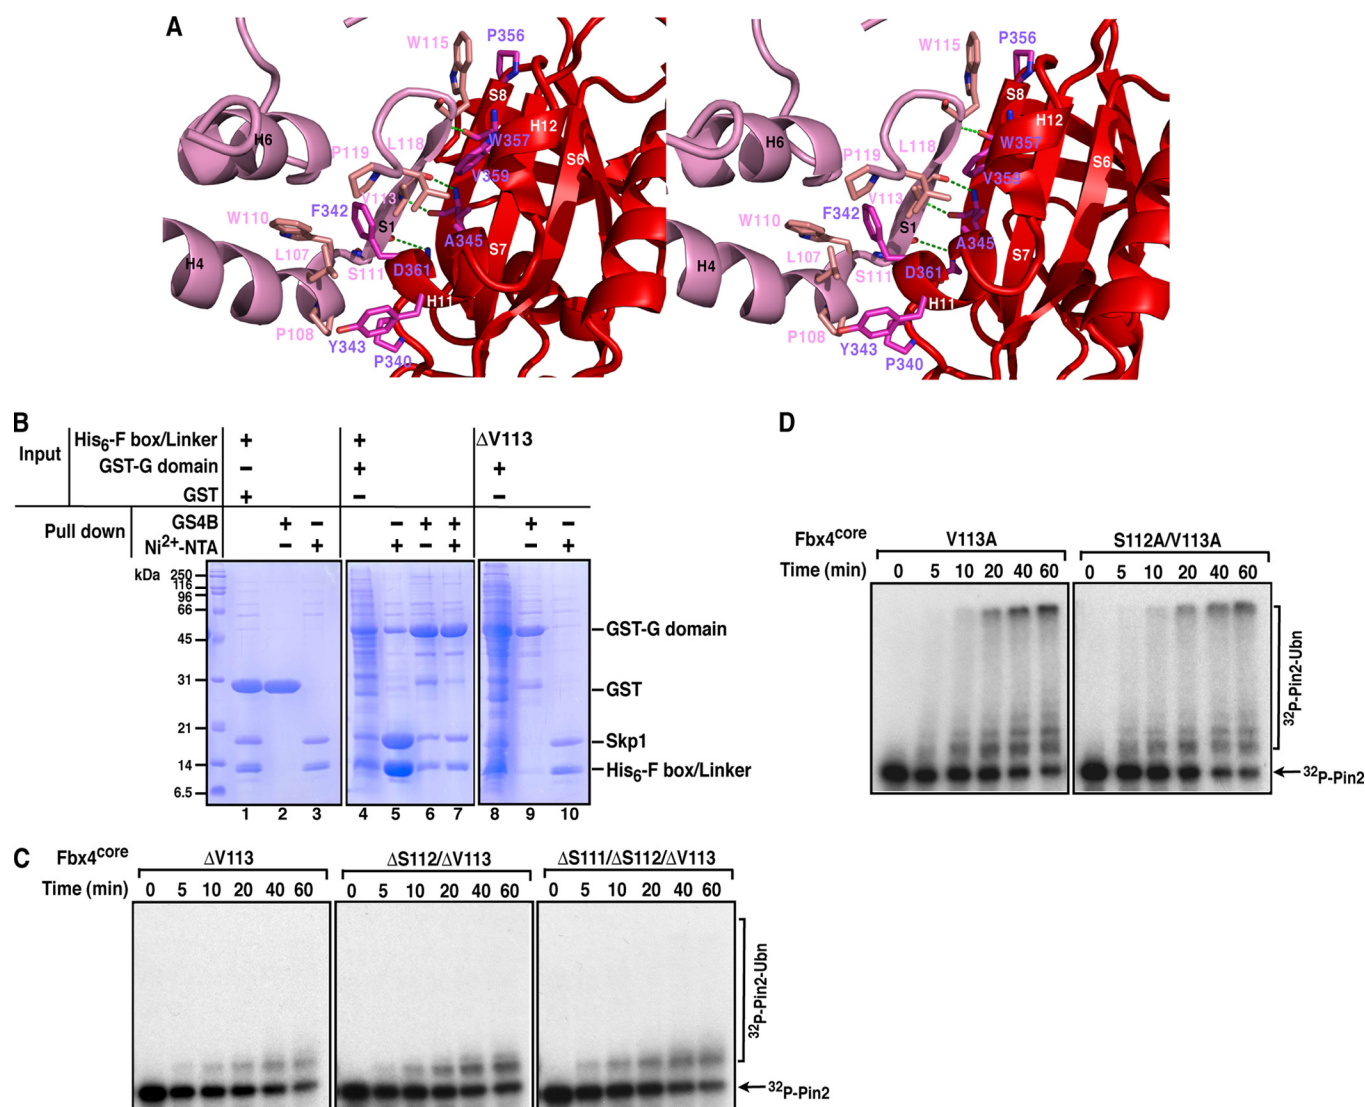 A
W115
P356
S8
H12
H6
L118
W357
S6
P119
V359
V113
F342
W110
S1
A345
S7
L107
H4
S111
D361
H11
P108
Y343
P340
W115
P356
S8
H12
H6
L118
W357
S6
P119
V359
V113
F342
W110
S1
A345
S7
L107
H4
S111
D361
H11
P108
Y343
P340
B
Input
His6-F box/Linker + + ΔV113
GST-G domain − + +
GST + − −
Pull down
GS4B + − − + + + −
Ni2+-NTA − + + − + − +
kDa
250
116
96
66
45
31
21
14
6.5
GST-G domain
GST
Skp1
His6-F box/Linker
1 2 3 4 5 6 7 8 9 10
C
Fbx4core ΔV113 ΔS112/ΔV113 ΔS111/ΔS112/ΔV113
Time (min) 0 5 10 20 40 60 0 5 10 20 40 60 0 5 10 20 40 60
32P-Pin2-Ubn
32P-Pin2
D
Fbx4core V113A S112A/V113A
Time (min) 0 5 10 20 40 60 0 5 10 20 40 60
32P-Pin2-Ubn
32P-Pin2